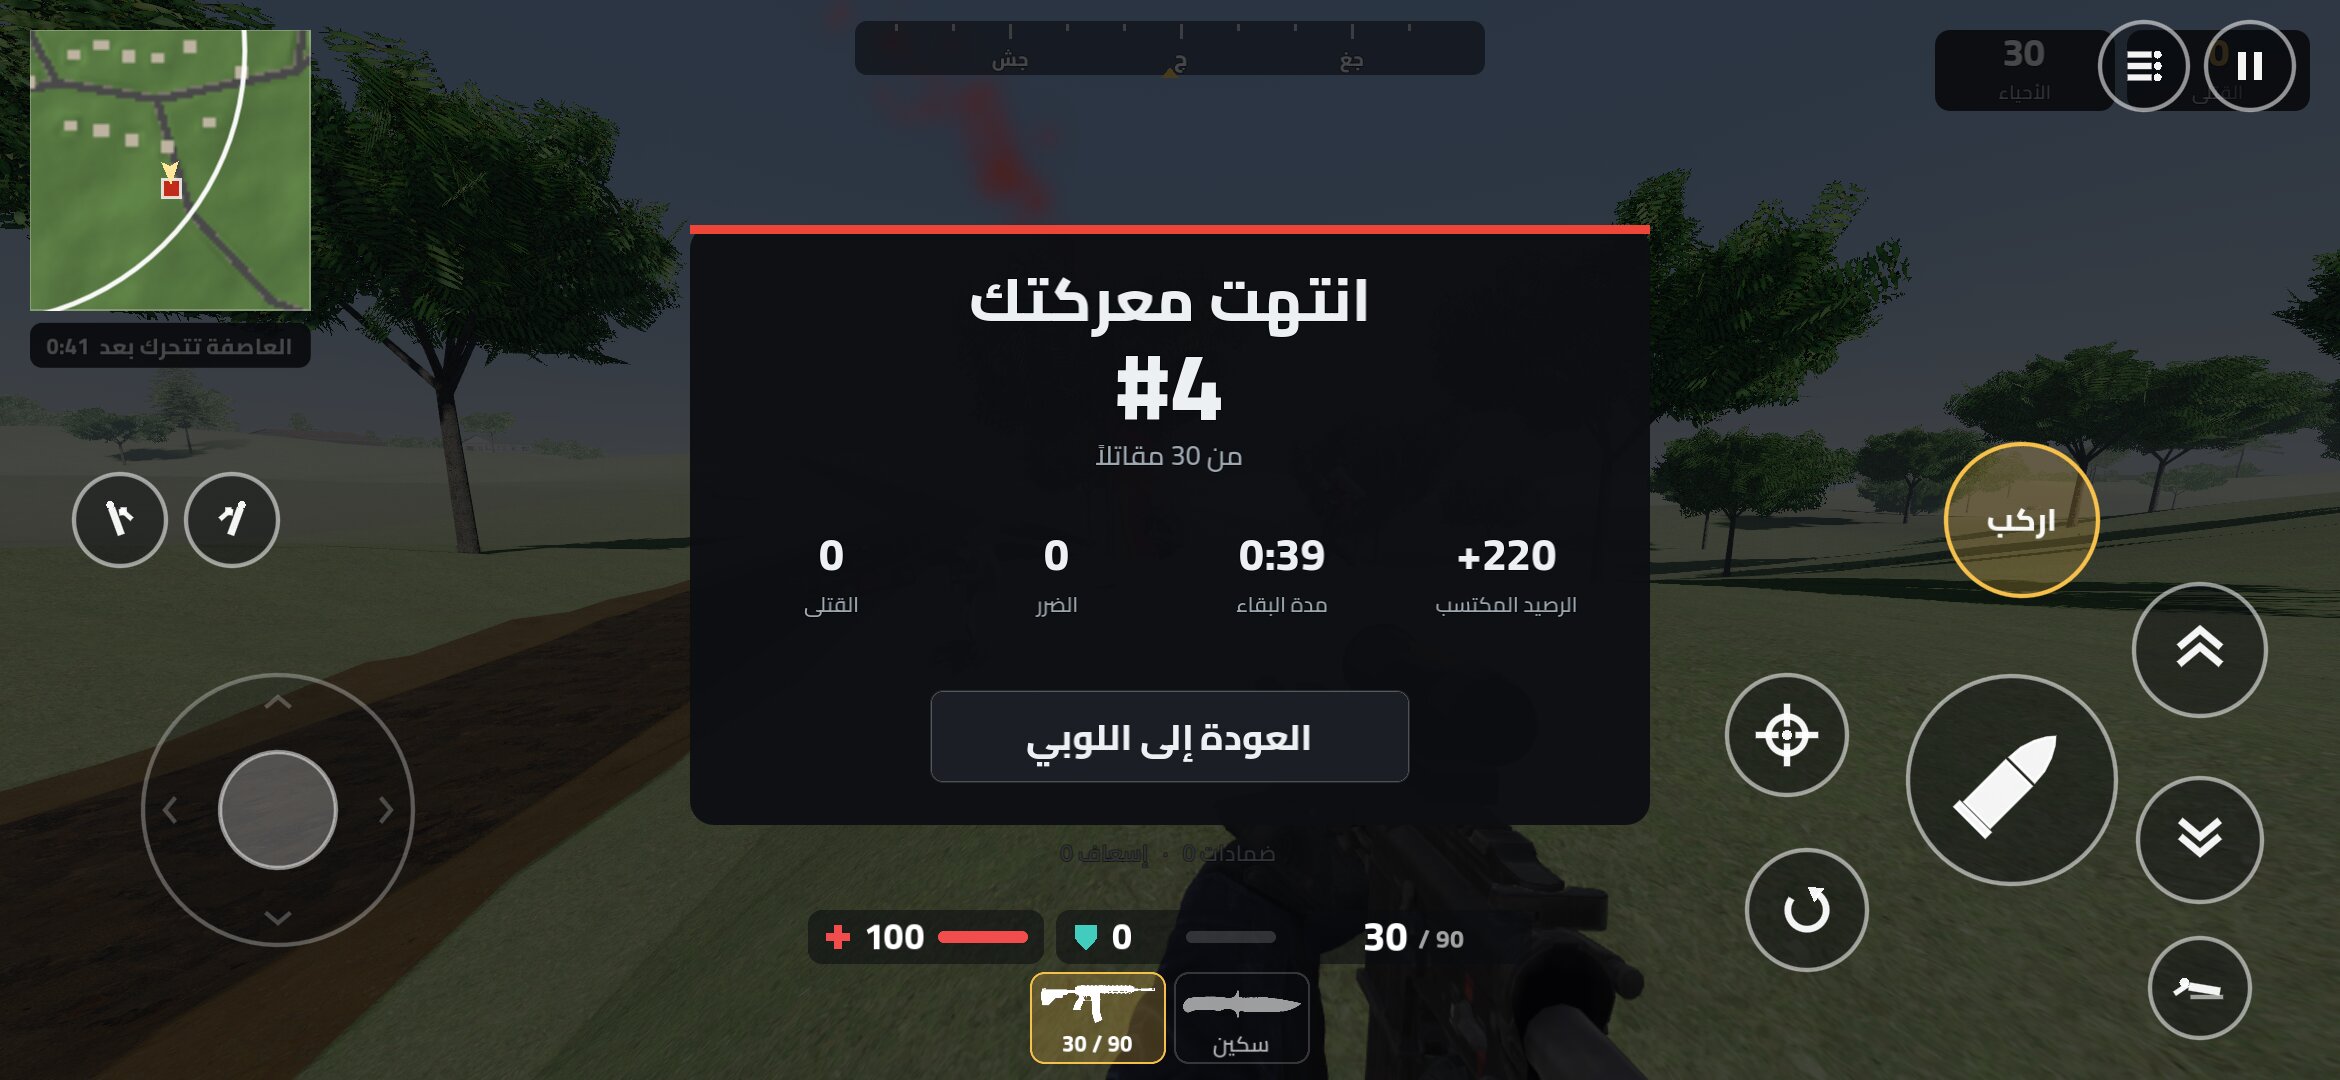 جش
ج
جغ
30
الأحياء
0
القتلى
العاصفة تتحرك بعد 0:41
انتهت معركتك
#4
من 30 مقاتلاً
+220
0:39
0
0
الرصيد المكتسب
مدة البقاء
الضرر
القتلى
اركب
العودة إلى اللوبي
ضمادات 0 · إسعاف 0
100
0
30 / 90
30 / 90
سكين